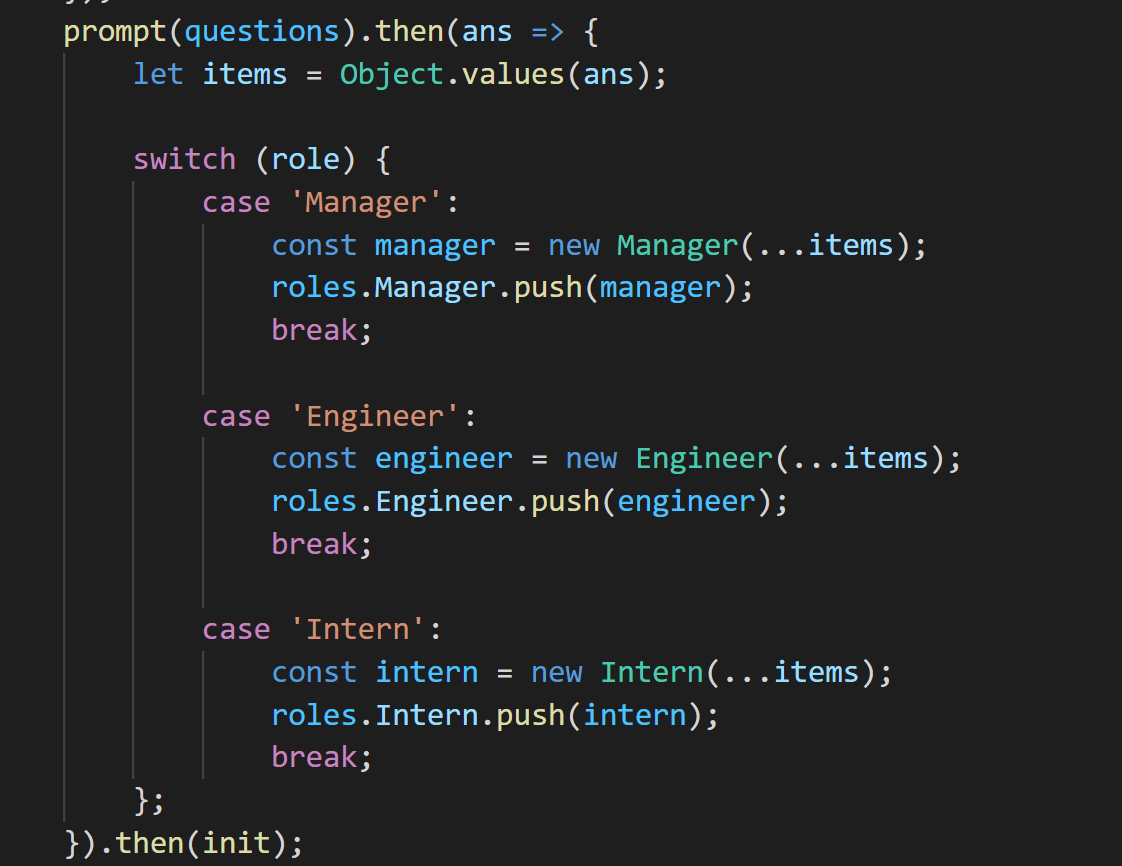 prompt(questions).then(ans => {
    let items = Object.values(ans);

    switch (role) {
        case 'Manager':
            const manager = new Manager(...items);
            roles.Manager.push(manager);
            break;

        case 'Engineer':
            const engineer = new Engineer(...items);
            roles.Engineer.push(engineer);
            break;

        case 'Intern':
            const intern = new Intern(...items);
            roles.Intern.push(intern);
            break;
    };
}).then(init);